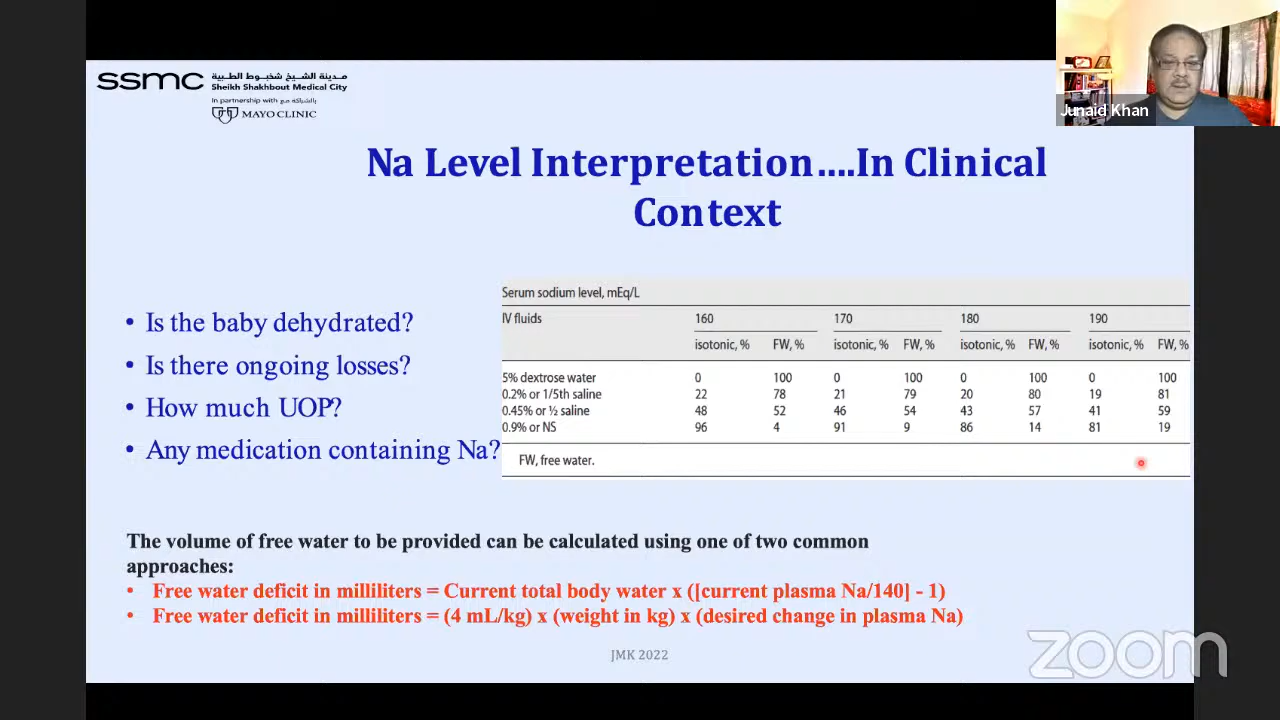 ssmc
مدينة الشيخ شخبوط الطبية
Sheikh Shakhbout Medical City
In partnership with بالشراكة مع
MAYO CLINIC
Junaid Khan
Na Level Interpretation....In Clinical
Context
• Is the baby dehydrated?
• Is there ongoing losses?
• How much UOP?
• Any medication containing Na?
Serum sodium level, mEq/L
IV fluids 160 170 180 190
isotonic, % FW, % isotonic, % FW, % isotonic, % FW, % isotonic, % FW, %
5% dextrose water 0 100 0 100 0 100 0 100
0.2% or 1/5th saline 22 78 21 79 20 80 19 81
0.45% or ½ saline 48 52 46 54 43 57 41 59
0.9% or NS 96 4 91 9 86 14 81 19
FW, free water.
The volume of free water to be provided can be calculated using one of two common
approaches:
• Free water deficit in milliliters = Current total body water x ([current plasma Na/140] - 1)
• Free water deficit in milliliters = (4 mL/kg) x (weight in kg) x (desired change in plasma Na)
JMK 2022
zoom